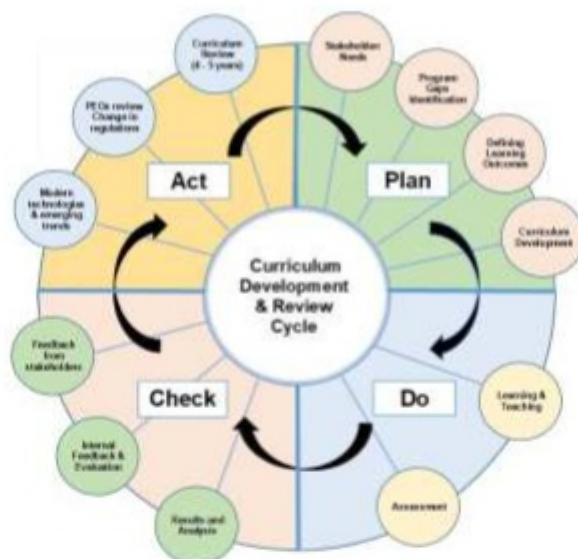 Curriculum
Review
(4 - 5 years)
Stakeholder
Needs
Program
Gaps
Identification
PEOs review
Change in
regulations
Defining
Learning
Outcomes
Act
Plan
Modern
technologies
& emerging
trends
Curriculum
Development
Curriculum
Development
& Review
Cycle
Feedback
from
stakeholders
Check
Do
Learning &
Teaching
Internal
Feedback &
Evaluation
Assessment
Results and
Analysis